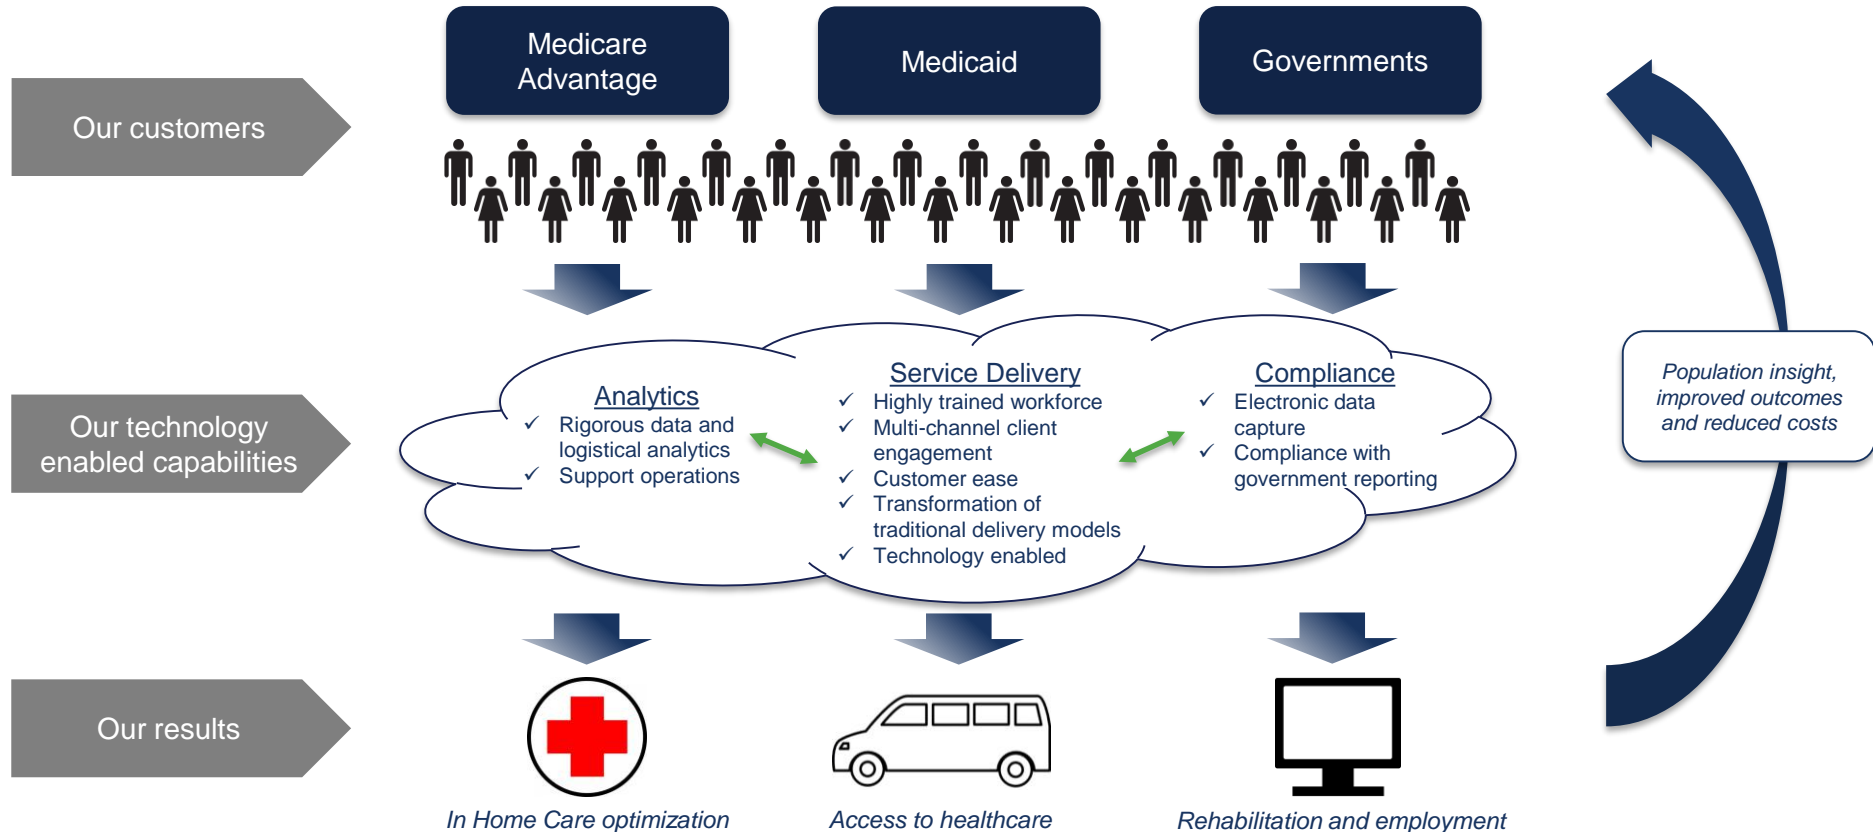 Our customers
Medicare
Advantage
Medicaid
Governments
Our technology
enabled capabilities
Analytics
✓ Rigorous data and
logistical analytics
✓ Support operations
Service Delivery
✓ Highly trained workforce
✓ Multi-channel client
engagement
✓ Customer ease
✓ Transformation of
traditional delivery models
✓ Technology enabled
Compliance
✓ Electronic data
capture
✓ Compliance with
government reporting
Population insight,
improved outcomes
and reduced costs
Our results
In Home Care optimization
Access to healthcare
Rehabilitation and employment